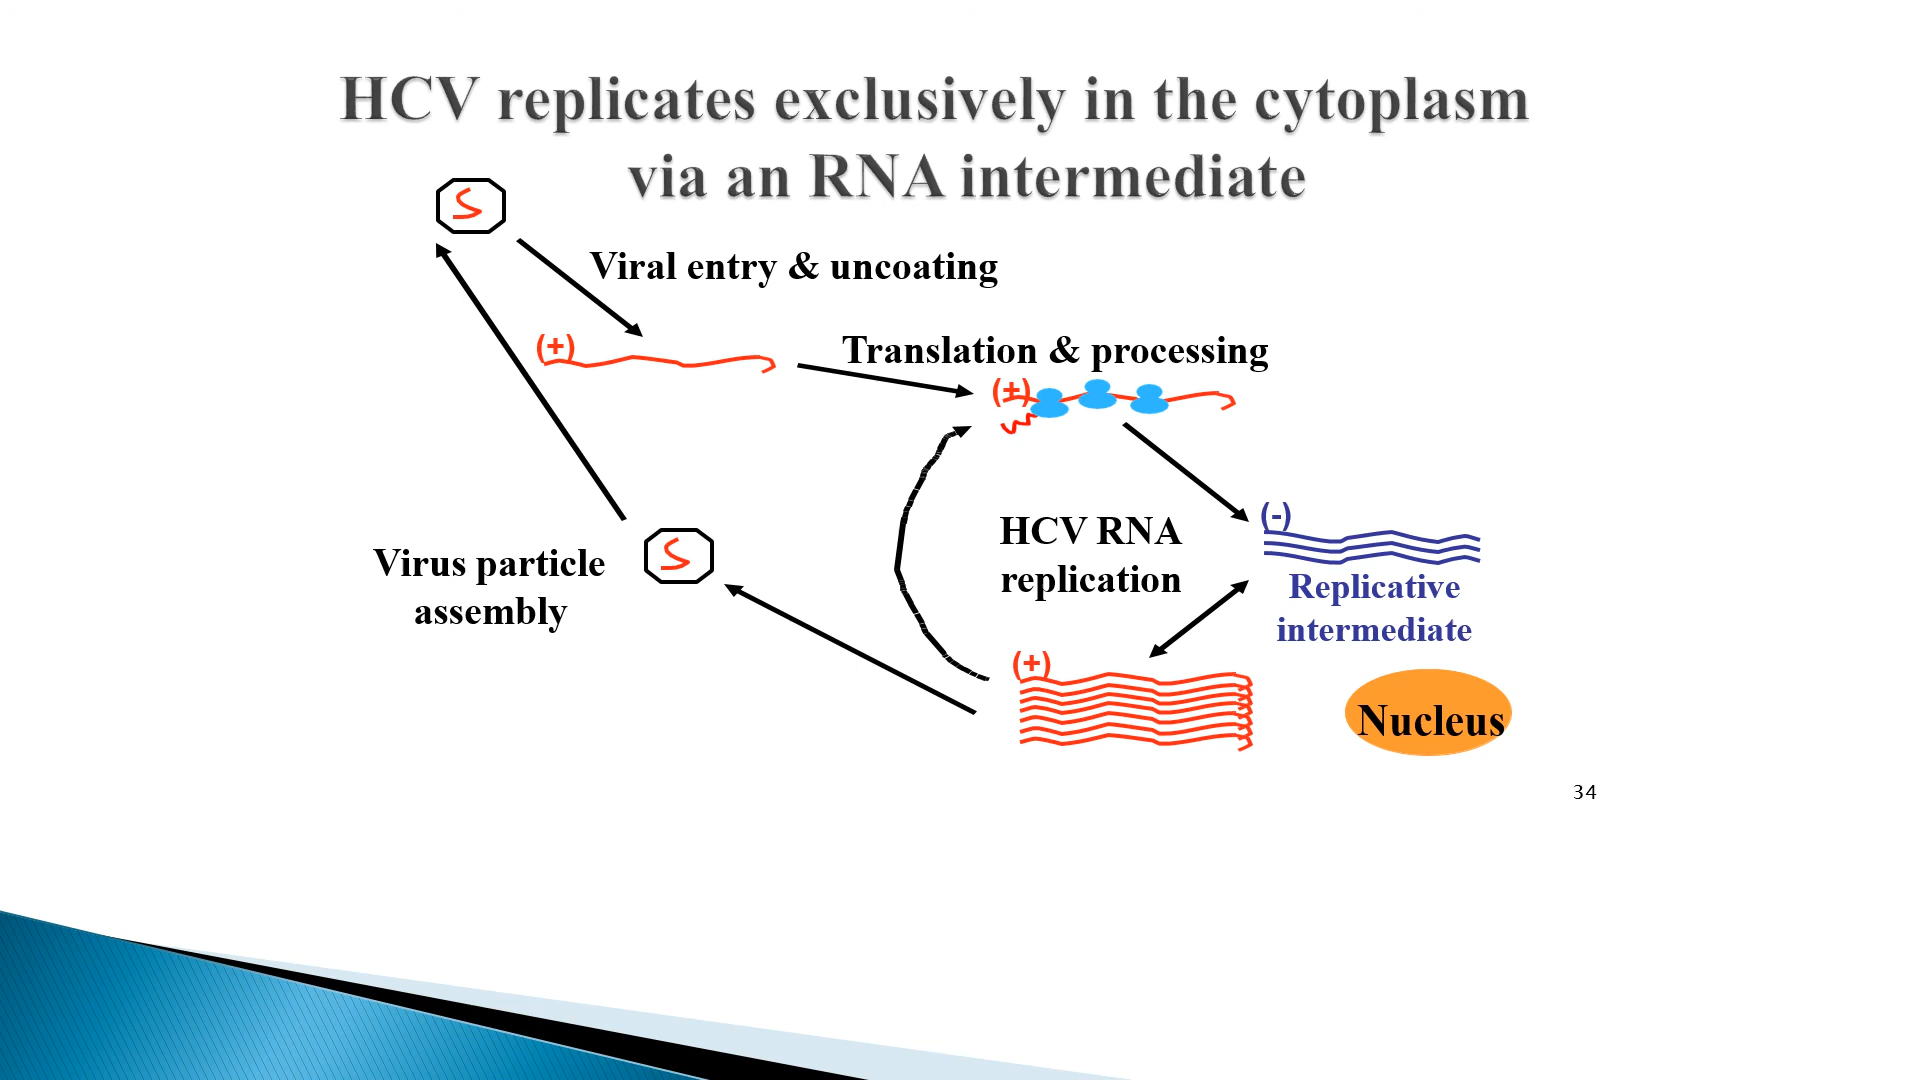 HCV replicates exclusively in the cytoplasm
via an RNA intermediate
Viral entry & uncoating
(+)
Translation & processing
(+)
(-)
HCV RNA
replication
Replicative
intermediate
Virus particle
assembly
(+)
Nucleus
34